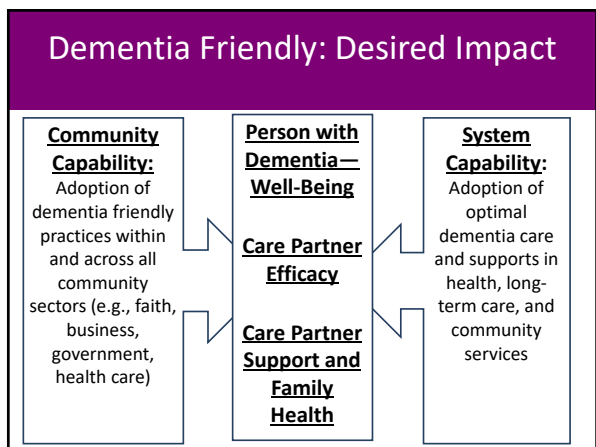 Dementia Friendly: Desired Impact
Community
Capability:
Adoption of
dementia friendly
practices within
and across all
community
sectors (e.g., faith,
business,
government,
health care)
Person with
Dementia—
Well-Being
Care Partner
Efficacy
Care Partner
Support and
Family
Health
System
Capability:
Adoption of
optimal
dementia care
and supports in
health, long-
term care, and
community
services